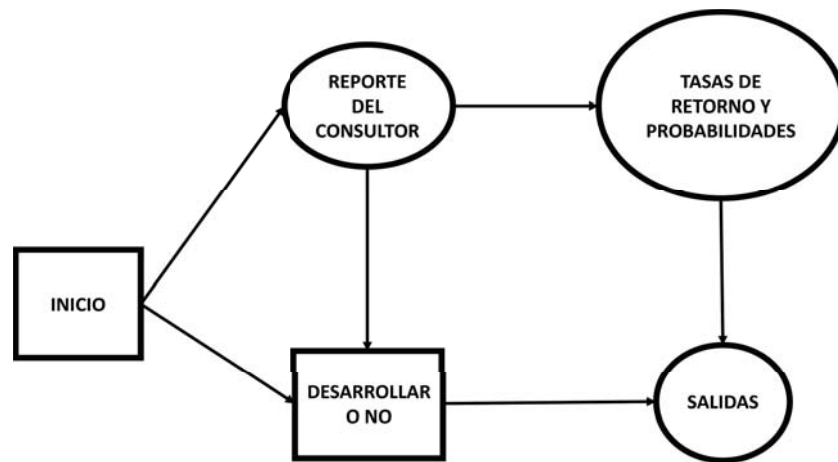 REPORTE
DEL
CONSULTOR
TASAS DE
RETORNO Y
PROBABILIDADES
INICIO
DESARROLLAR
O NO
SALIDAS